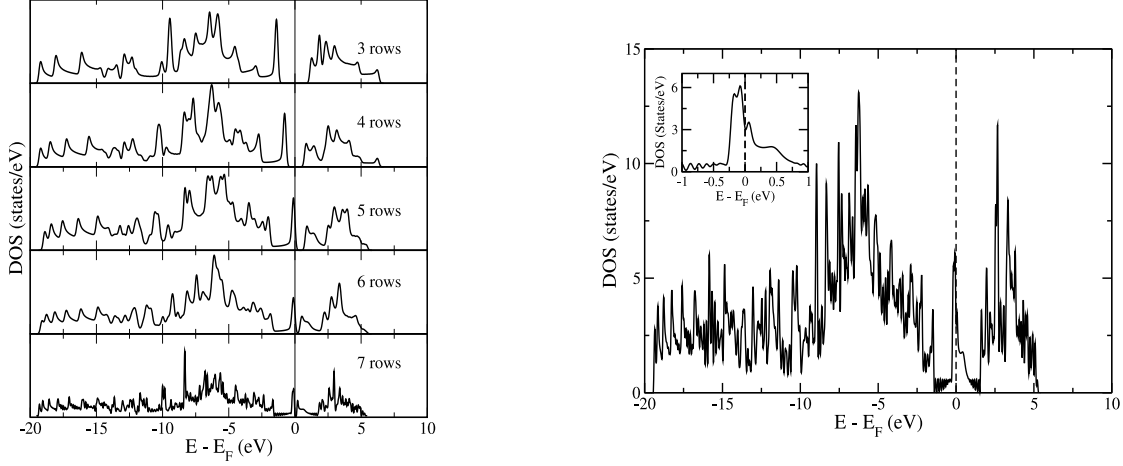 DOS (states/eV)
3 rows
4 rows
5 rows
6 rows
7 rows
-20 -15 -10 -5 0 5 10
E - E_F (eV)
DOS (states/eV)
15
10
5
0
-20 -15 -10 -5 0 5 10
E - E_F (eV)
DOS (States/eV)
6
3
0
-1 -0.5 0 0.5 1
E - E_F (eV)